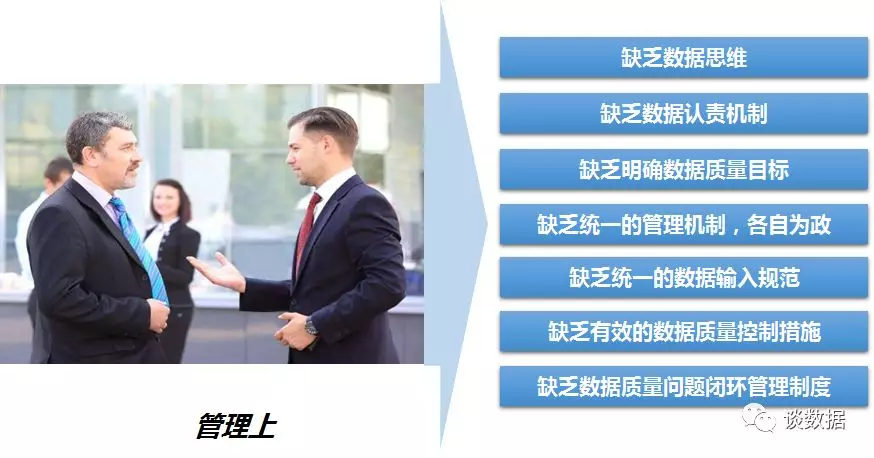 缺乏数据思维
缺乏数据认责机制
缺乏明确数据质量目标
缺乏统一的管理机制，各自为政
缺乏统一的数据输入规范
缺乏有效的数据质量控制措施
缺乏数据质量问题闭环管理制度
管理上
谈数据